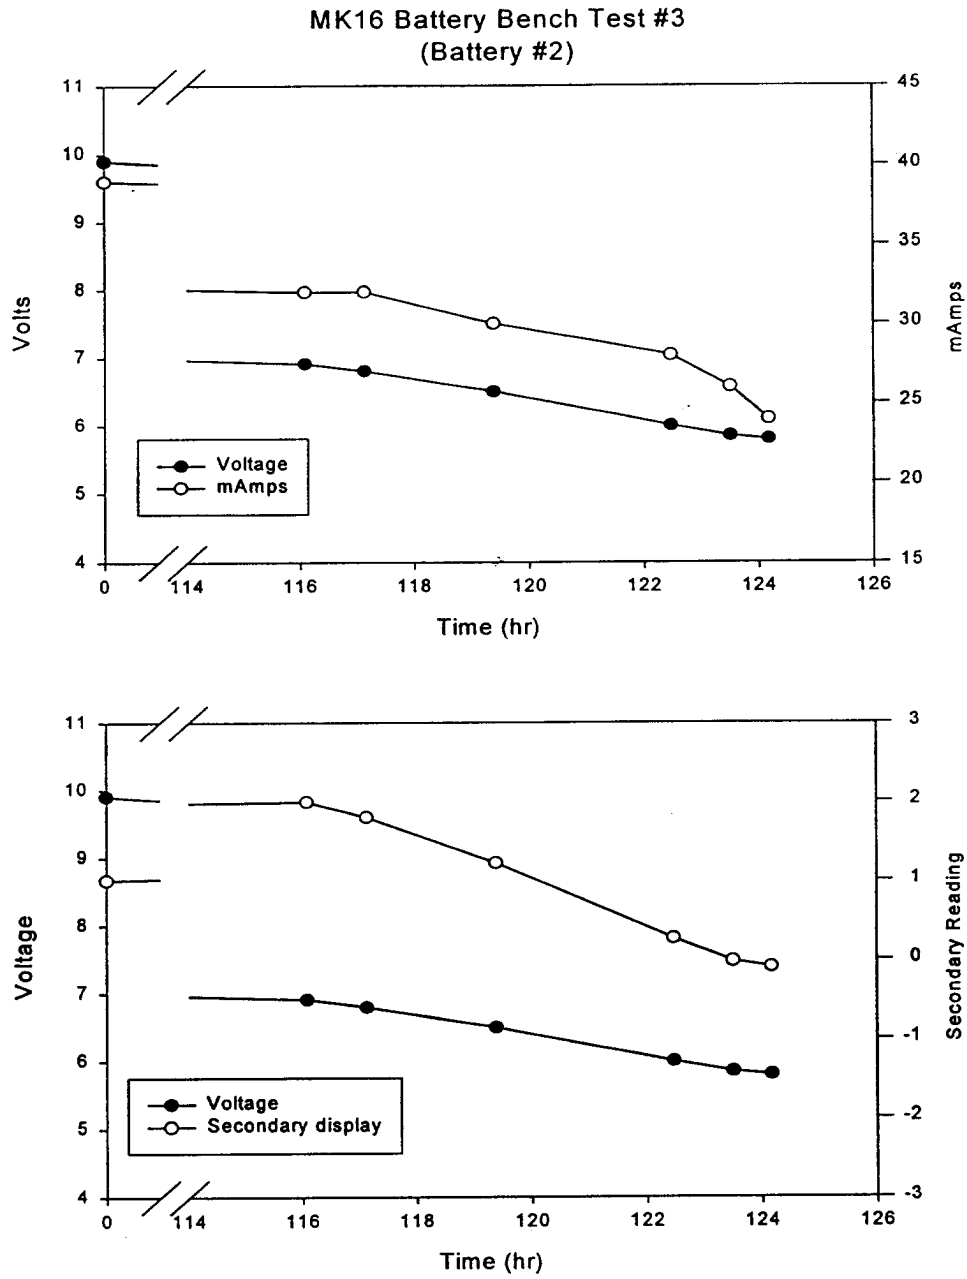 MK16 Battery Bench Test #3
(Battery #2)
11
10
9
8
7
6
5
4
Volts
45
40
35
30
25
20
15
mAmps
Voltage
mAmps
0 114 116 118 120 122 124 126
Time (hr)
11
10
9
8
7
6
5
4
Voltage
3
2
1
0
-1
-2
-3
Secondary Reading
Voltage
Secondary display
0 114 116 118 120 122 124 126
Time (hr)